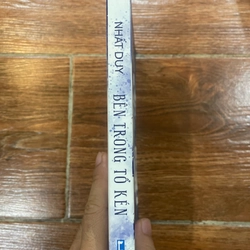 NHẬT DUY
BÊN TRONG TỔ KÉN